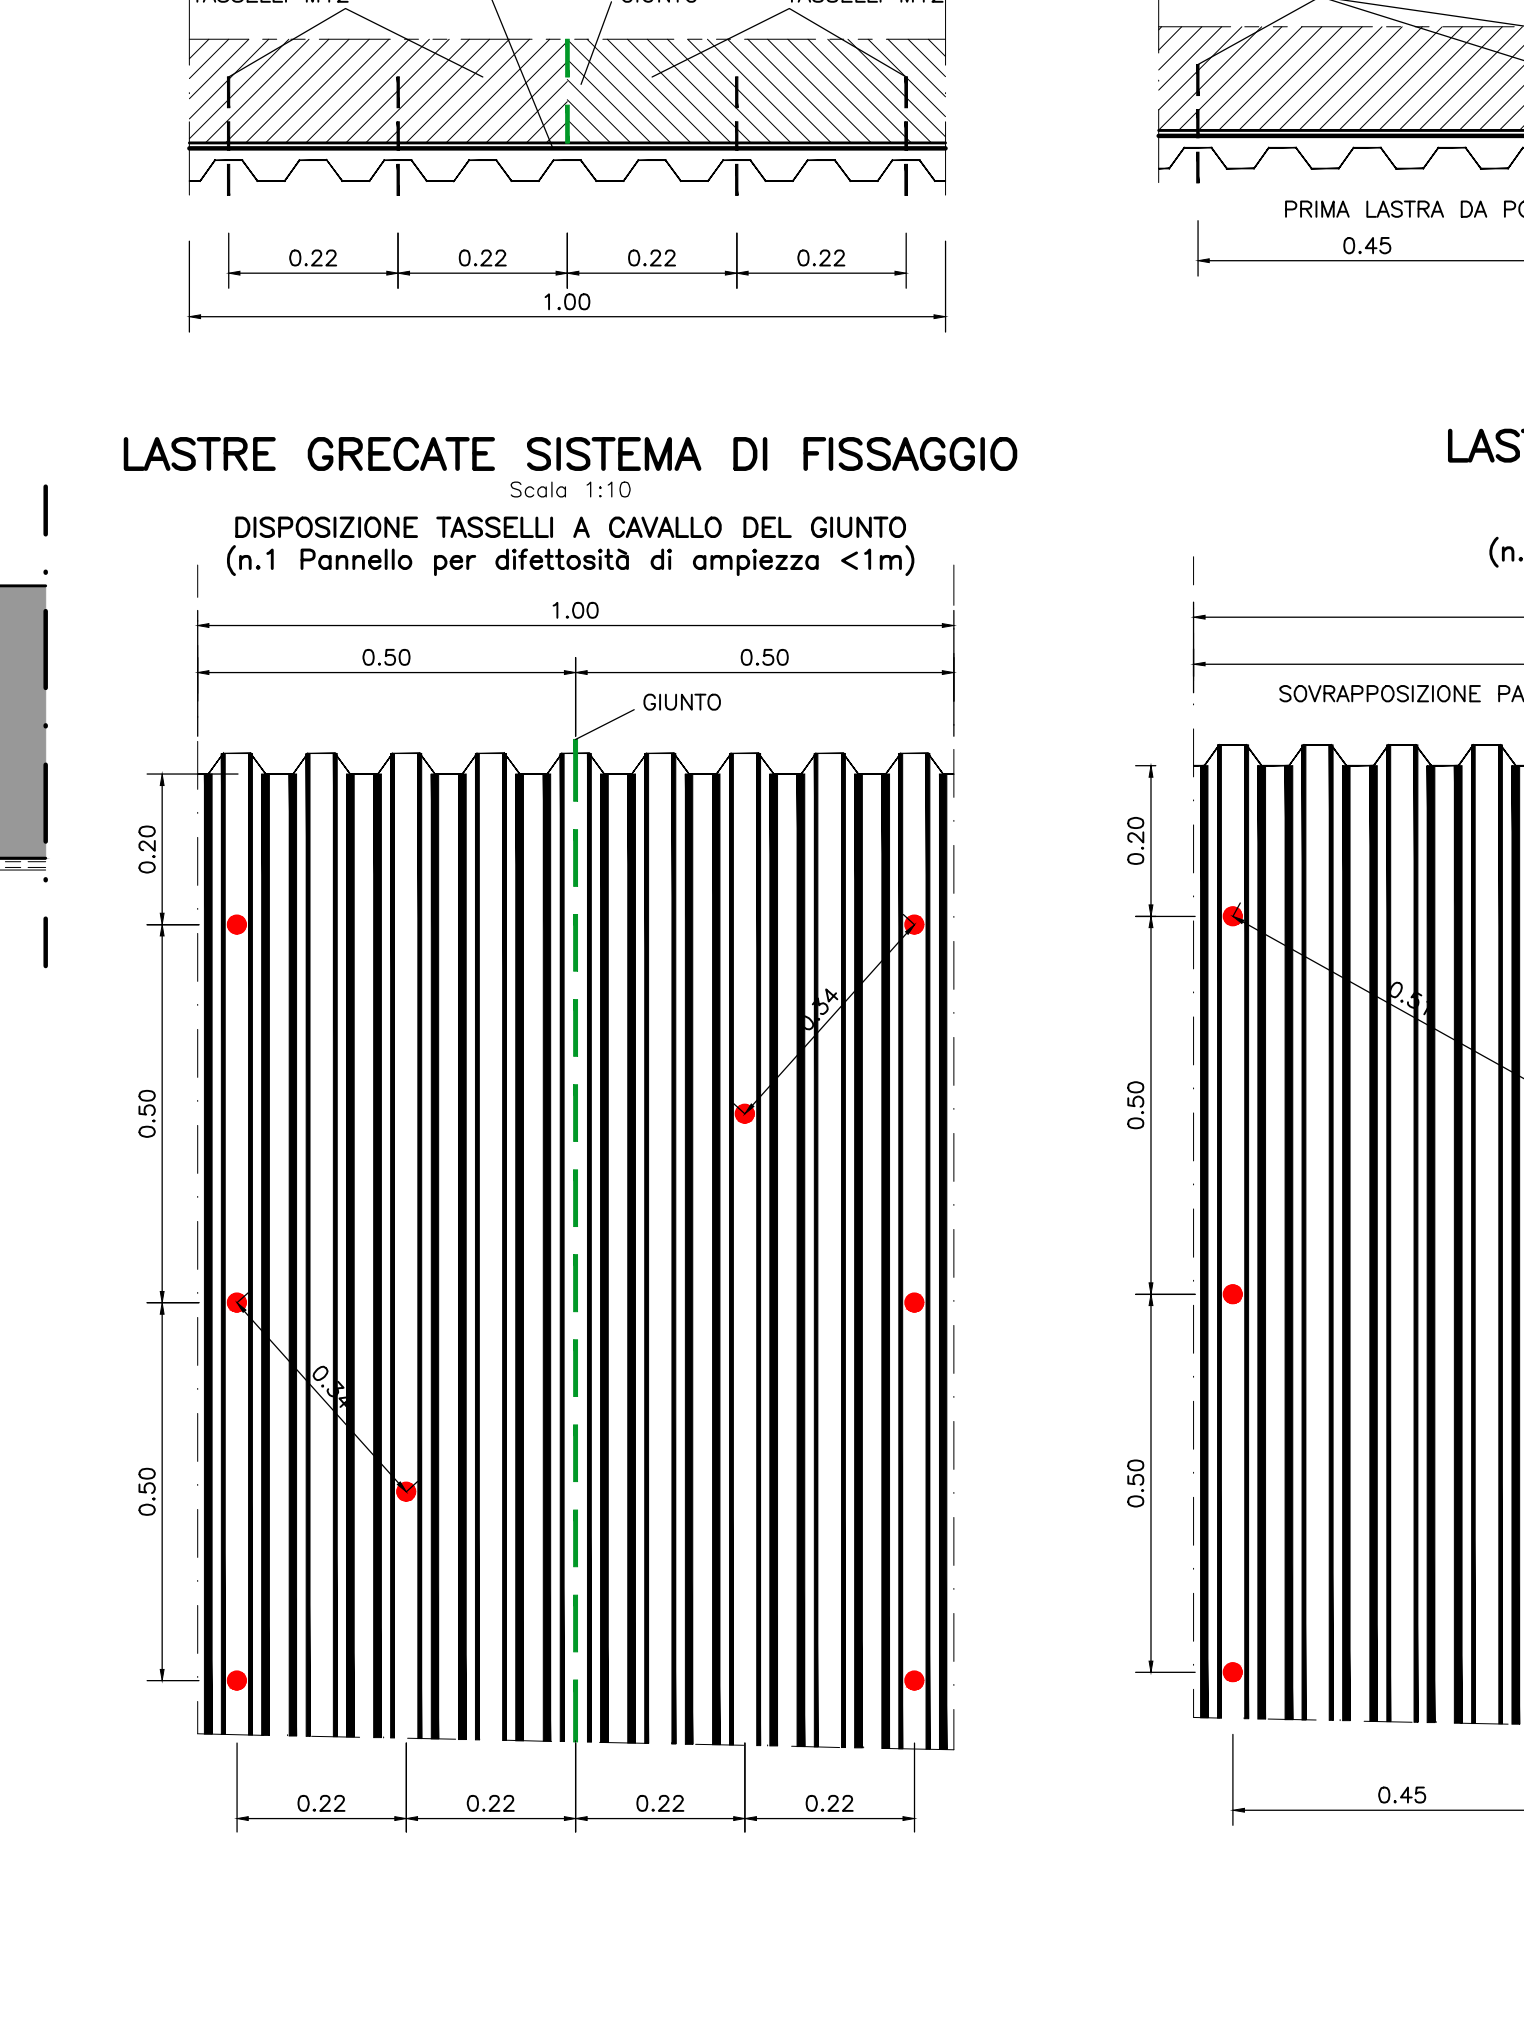 0.22 0.22 0.22 0.22
1.00
PRIMA LASTRA DA
0.45
LASTRE GRECATE SISTEMA DI FISSAGGIO
Scala 1:10
DISPOSIZIONE TASSELLI A CAVALLO DEL GIUNTO
(n.1 Pannello per difettosità di ampiezza <1m)
1.00
0.50 0.50
GIUNTO
0.20
0.50
0.50
0.34
0.34
0.22 0.22 0.22 0.22
SOVRAPPOSIZIONE
0.20
0.50
0.50
0.51
0.45